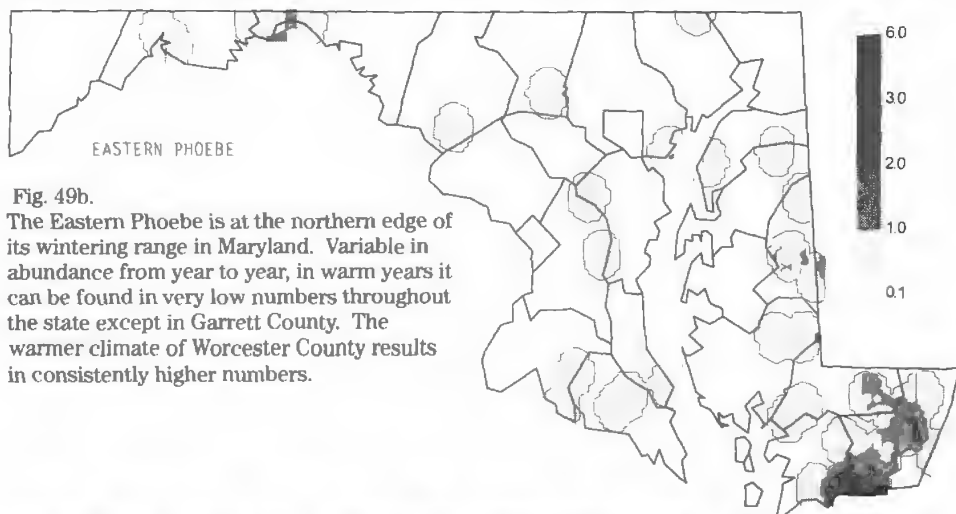 EASTERN PHOEBE
Fig. 49b.
The Eastern Phoebe is at the northern edge of
its wintering range in Maryland. Variable in
abundance from year to year, in warm years it
can be found in very low numbers throughout
the state except in Garrett County. The
warmer climate of Worcester County results
in consistently higher numbers.
6.0
3.0
2.0
1.0
0.1